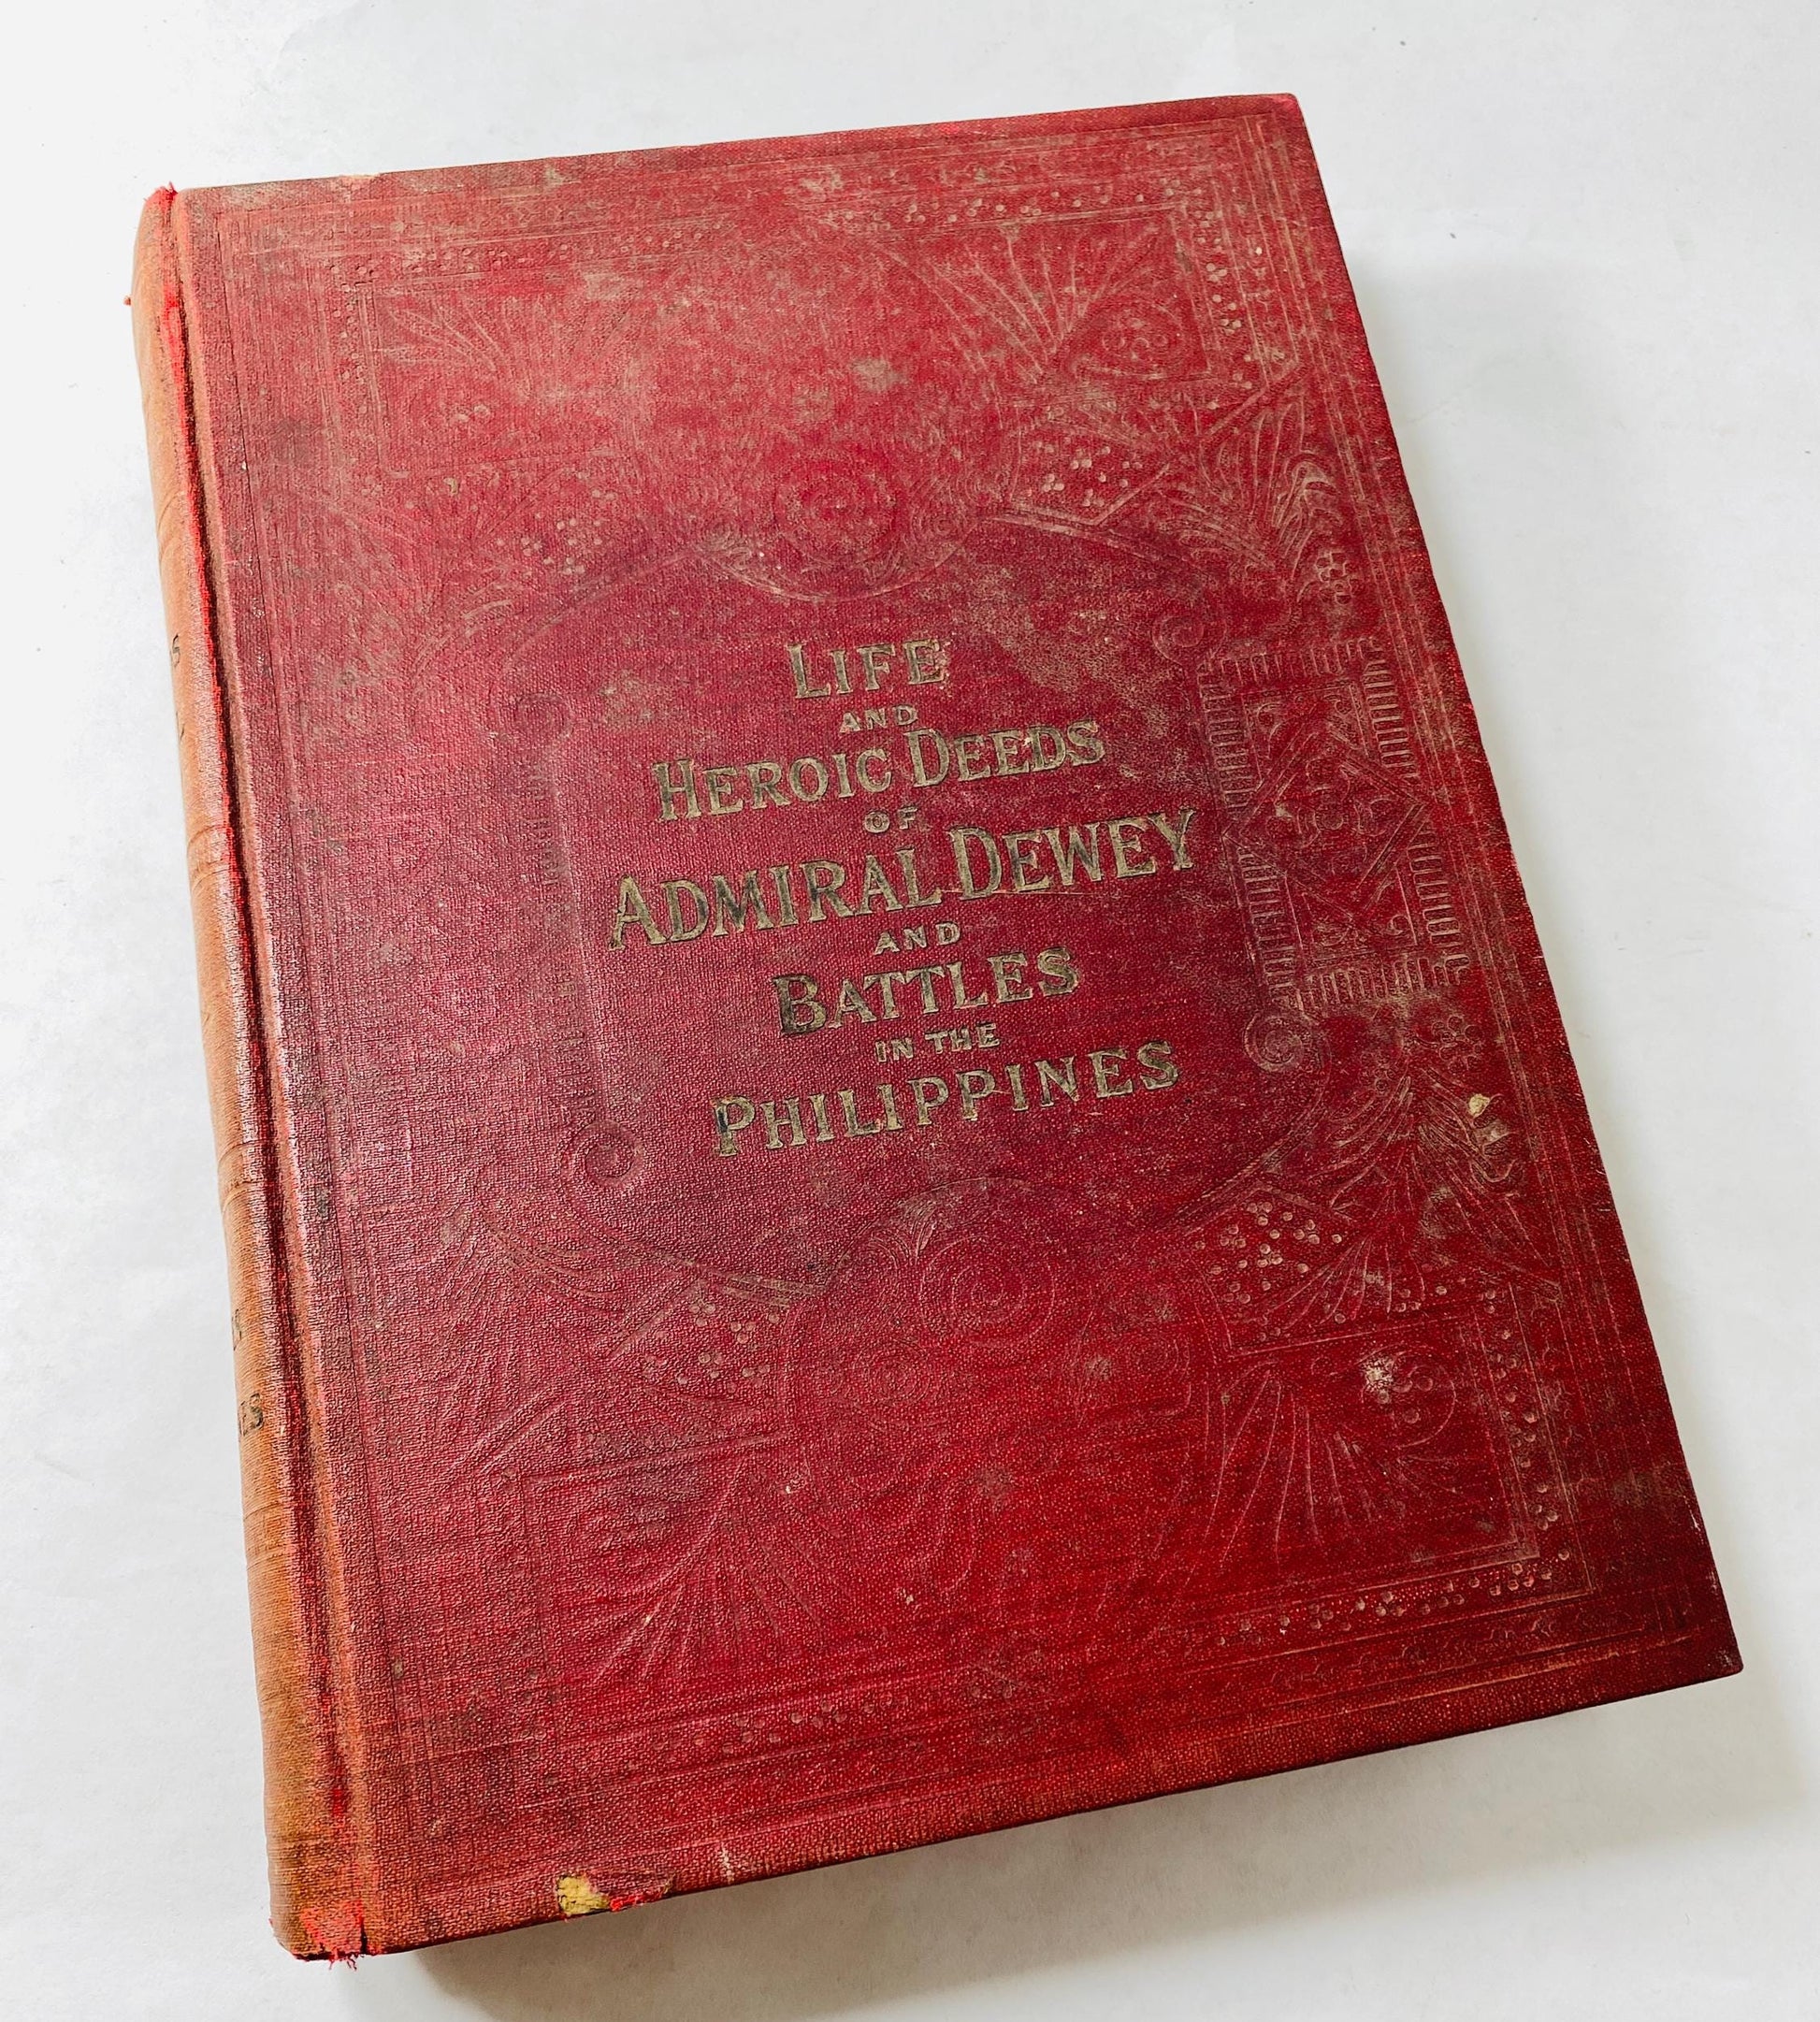 LIFE
AND
HEROIC DEEDS
OF
ADMIRAL DEWEY
AND
BATTLES
IN THE
PHILIPPINES